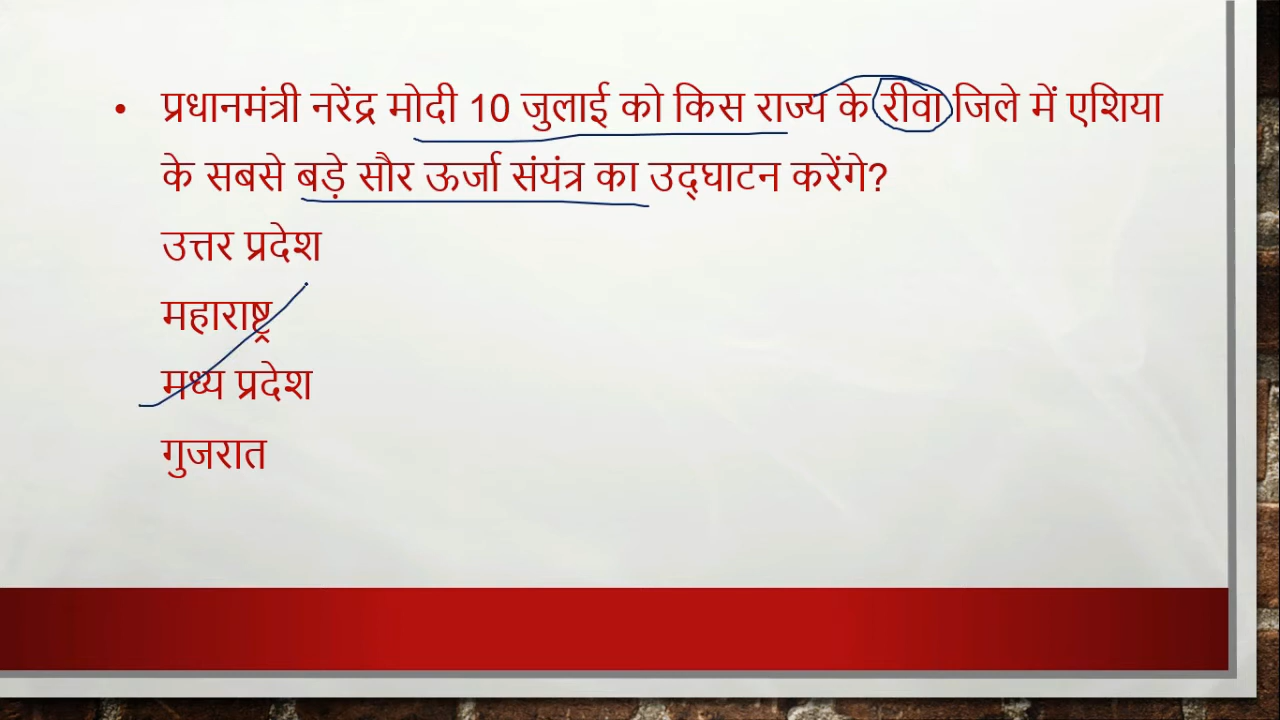 • प्रधानमंत्री नरेंद्र मोदी 10 जुलाई को किस राज्य के रीवा जिले में एशिया
के सबसे बड़े सौर ऊर्जा संयंत्र का उद्घाटन करेंगे?
उत्तर प्रदेश
महाराष्ट्र
मध्य प्रदेश
गुजरात